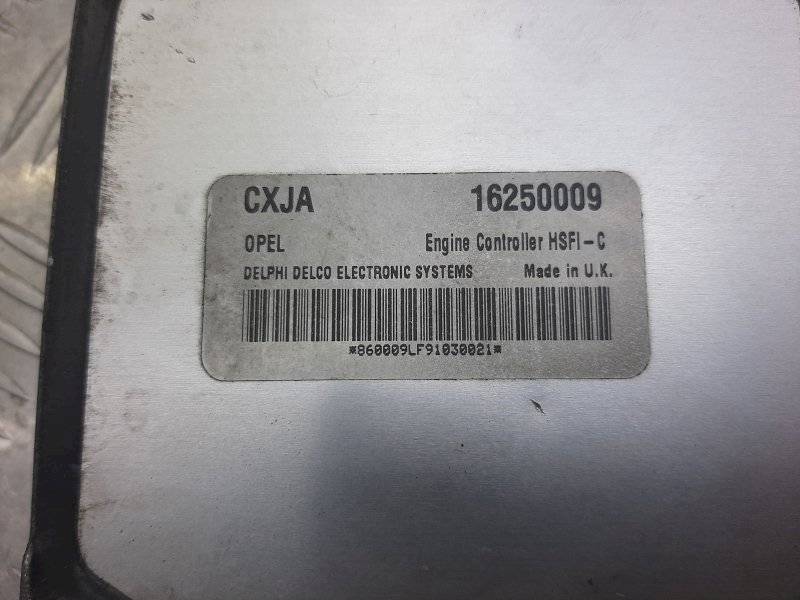 CXJA 16250009
OPEL Engine Controller HSFI-C
DELPHI DELCO ELECTRONIC SYSTEMS Made in U.K.
*860009LF91030021*